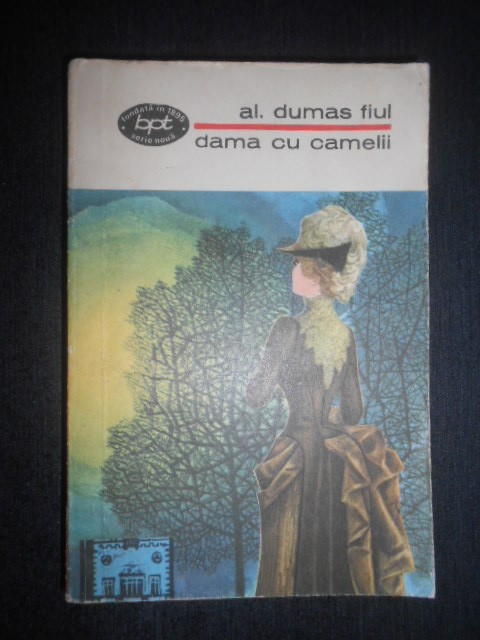 al. dumas fiul
dama cu camelii
fondată în 1895
bpt
serie nouă